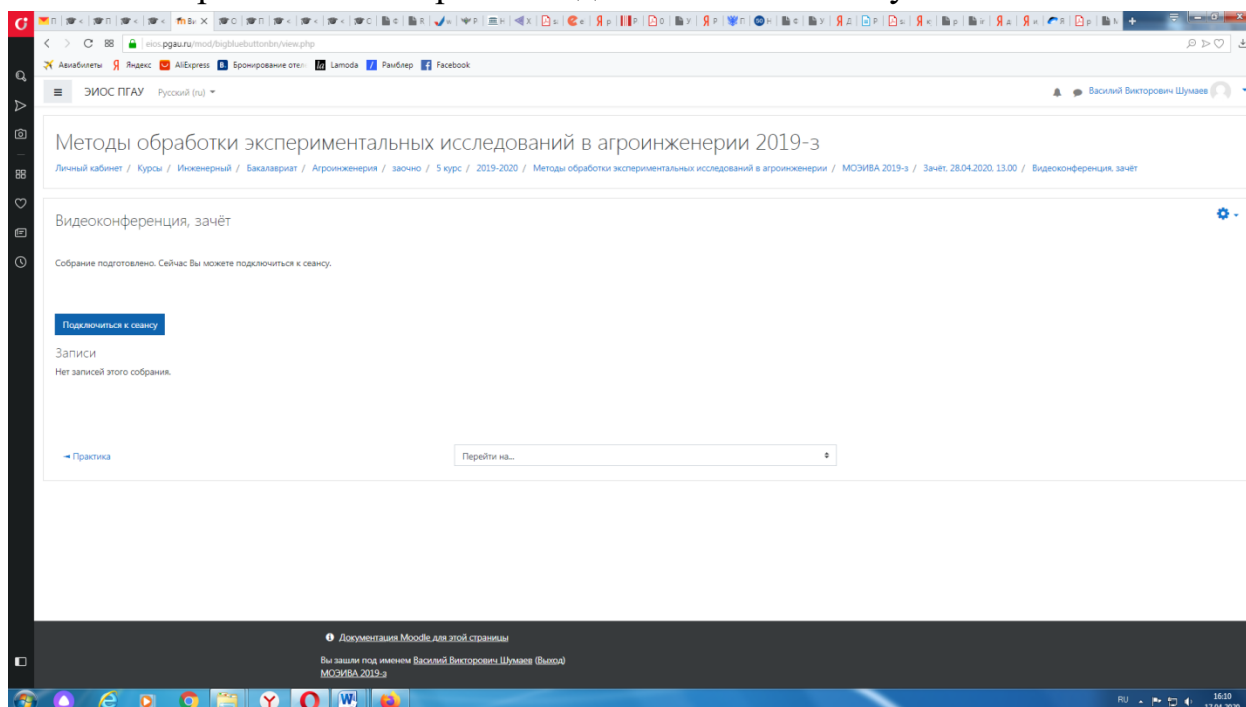 eios.pgau.ru/mod/bigbluebuttonbn/view.php
Авиабилеты Яндекс AliExpress Бронирование отел Lamoda Рамблер Facebook
ЭИОС ПГАУ Русский (ru) Василий Викторович Шумаев
Методы обработки экспериментальных исследований в агроинженерии 2019-з
Личный кабинет / Курсы / Инженерный / Бакалавриат / Агроинженерия / заочно / 5 курс / 2019-2020 / Методы обработки экспериментальных исследований в агроинженерии / МОЭИВА 2019-з / Зачёт, 28.04.2020, 13.00 / Видеоконференция, зачёт
Видеоконференция, зачёт
Собрание подготовлено. Сейчас Вы можете подключиться к сеансу.
Подключиться к сеансу
Записи
Нет записей этого собрания.
Практика
Перейти на...
Документация Moodle для этой страницы
Вы зашли под именем Василий Викторович Шумаев (Выход)
МОЭИВА 2019-з
RU 16:10
17.04.2020